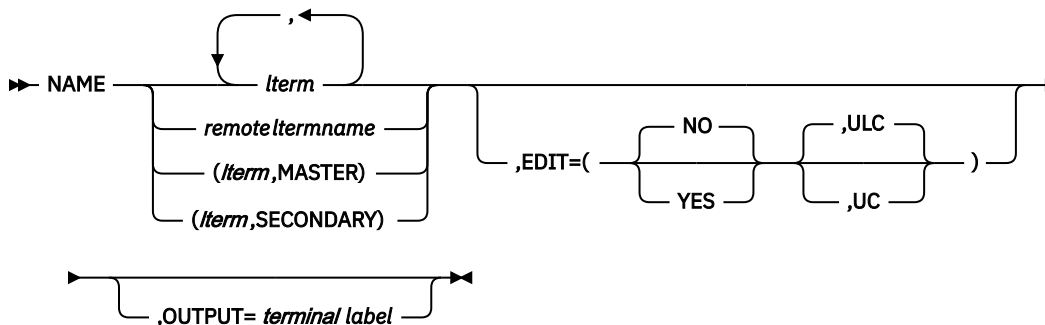 ,
NAME lterm
remoteltermname
(lterm,MASTER)
(lterm,SECONDARY)
,EDIT=( NO ,ULC )
YES ,UC
,OUTPUT= terminal label